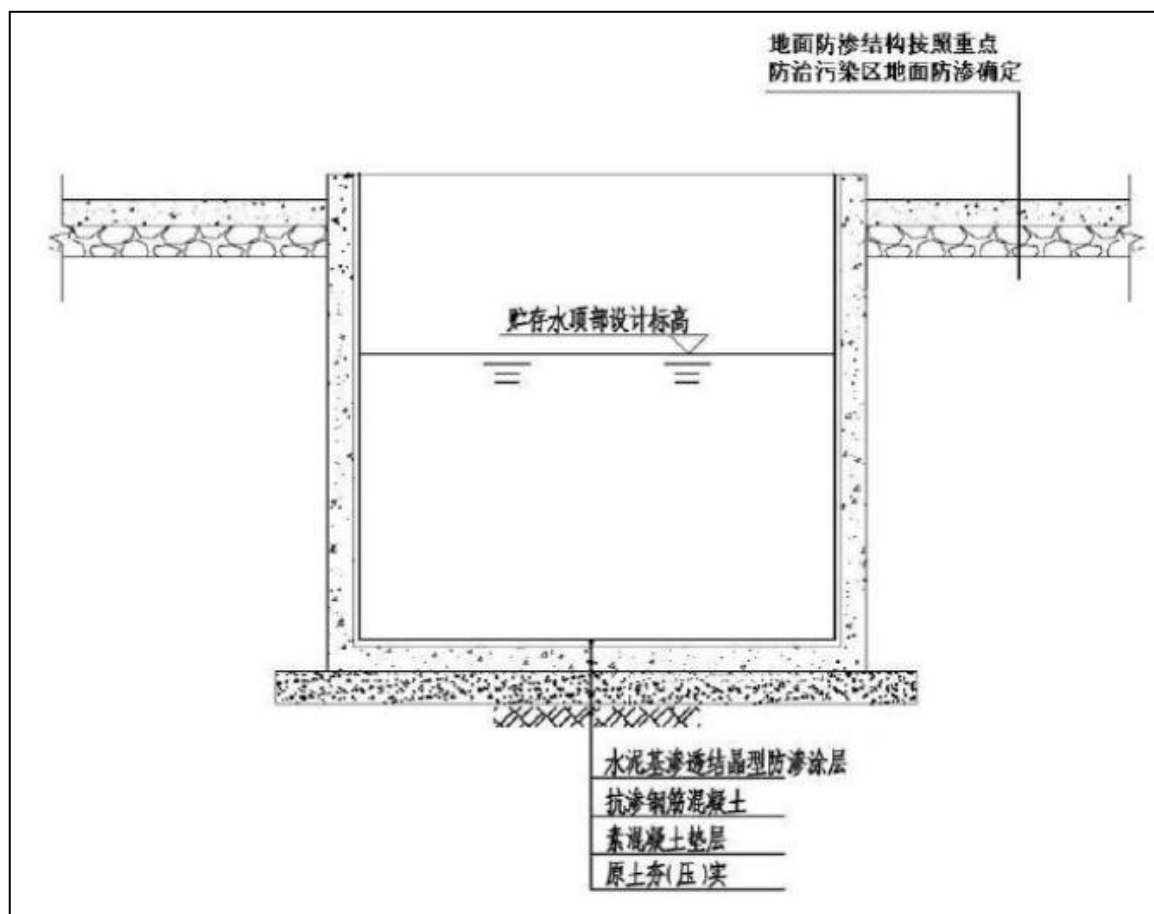 地面防渗结构按照重点
防治污染区地面防渗确定
贮存水顶部设计标高
水泥基渗透结晶型防渗涂层
抗渗钢筋混凝土
素混凝土垫层
原土夯(压)实